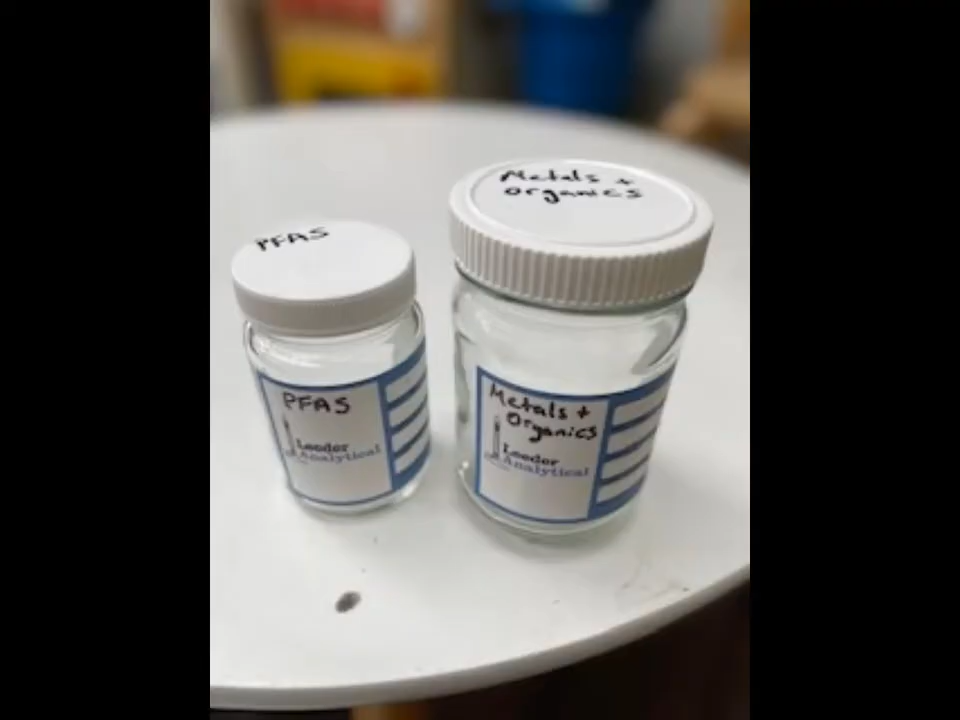 PFAS
PFAS
Leeder
Analytical
Metals +
organics
Metals +
Organics
Leeder
Analytical